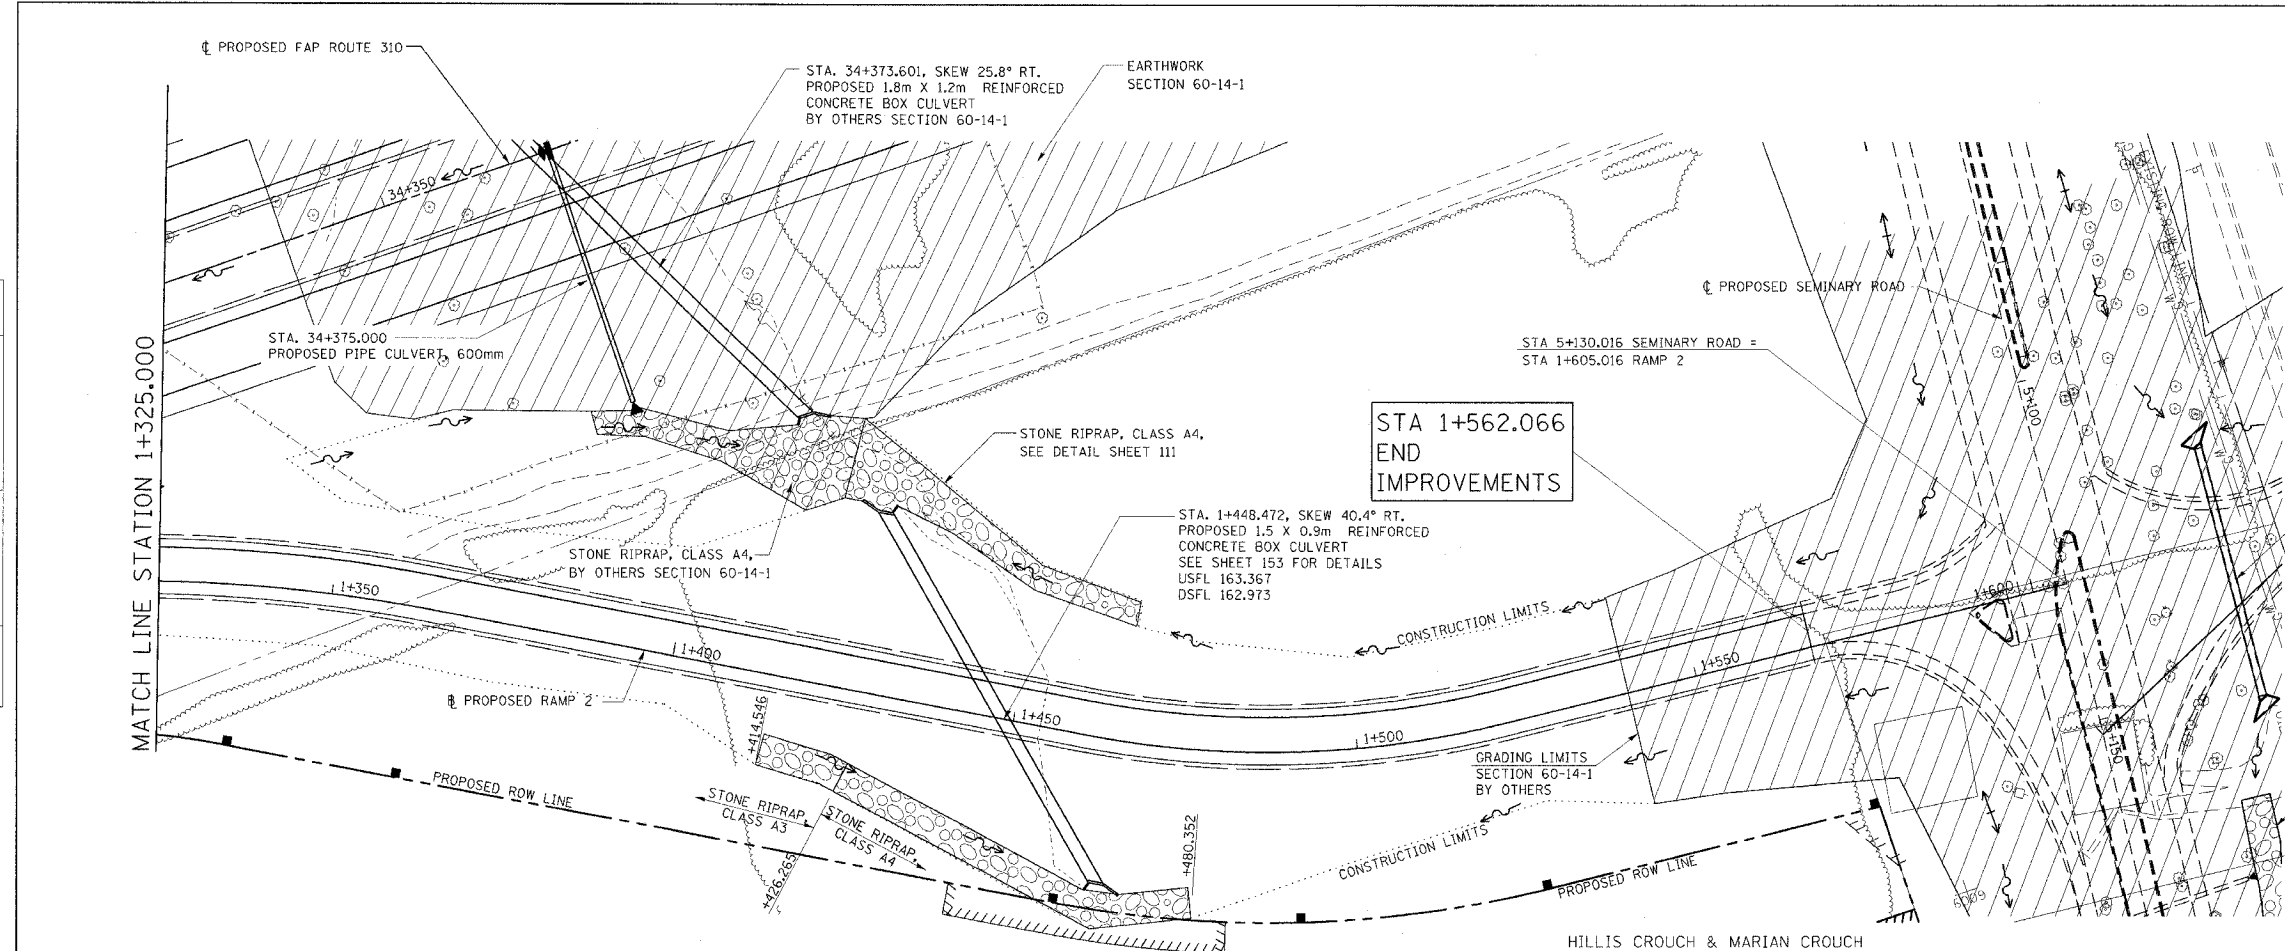 ℄ PROPOSED FAP ROUTE 310
STA. 34+373.601, SKEW 25.8° RT.
PROPOSED 1.8m X 1.2m REINFORCED
CONCRETE BOX CULVERT
BY OTHERS SECTION 60-14-1
EARTHWORK
SECTION 60-14-1
34+350
EXISTING ROW LINE
℄ PROPOSED SEMINARY ROAD
STA. 34+375.000
PROPOSED PIPE CULVERT, 600mm
STA 5+130.016 SEMINARY ROAD =
STA 1+605.016 RAMP 2
5+100
MATCH LINE STATION 1+325.000
STA 1+562.066
END
IMPROVEMENTS
STONE RIPRAP, CLASS A4,
SEE DETAIL SHEET 111
STA. 1+448.472, SKEW 40.4° RT.
PROPOSED 1.5 X 0.9m REINFORCED
CONCRETE BOX CULVERT
SEE SHEET 153 FOR DETAILS
USFL 163.367
DSFL 162.973
STONE RIPRAP, CLASS A4,
BY OTHERS SECTION 60-14-1
1+350
1+400
1+450
1+500
1+550
1+600
CONSTRUCTION LIMITS
PROPOSED RAMP 2
+414.546
5+150
GRADING LIMITS
SECTION 60-14-1
BY OTHERS
PROPOSED ROW LINE
STONE RIPRAP,
CLASS A3
STONE RIPRAP,
CLASS A4
+426.265
+480.352
CONSTRUCTION LIMITS
PROPOSED ROW LINE
HILLIS CROUCH & MARIAN CROUCH